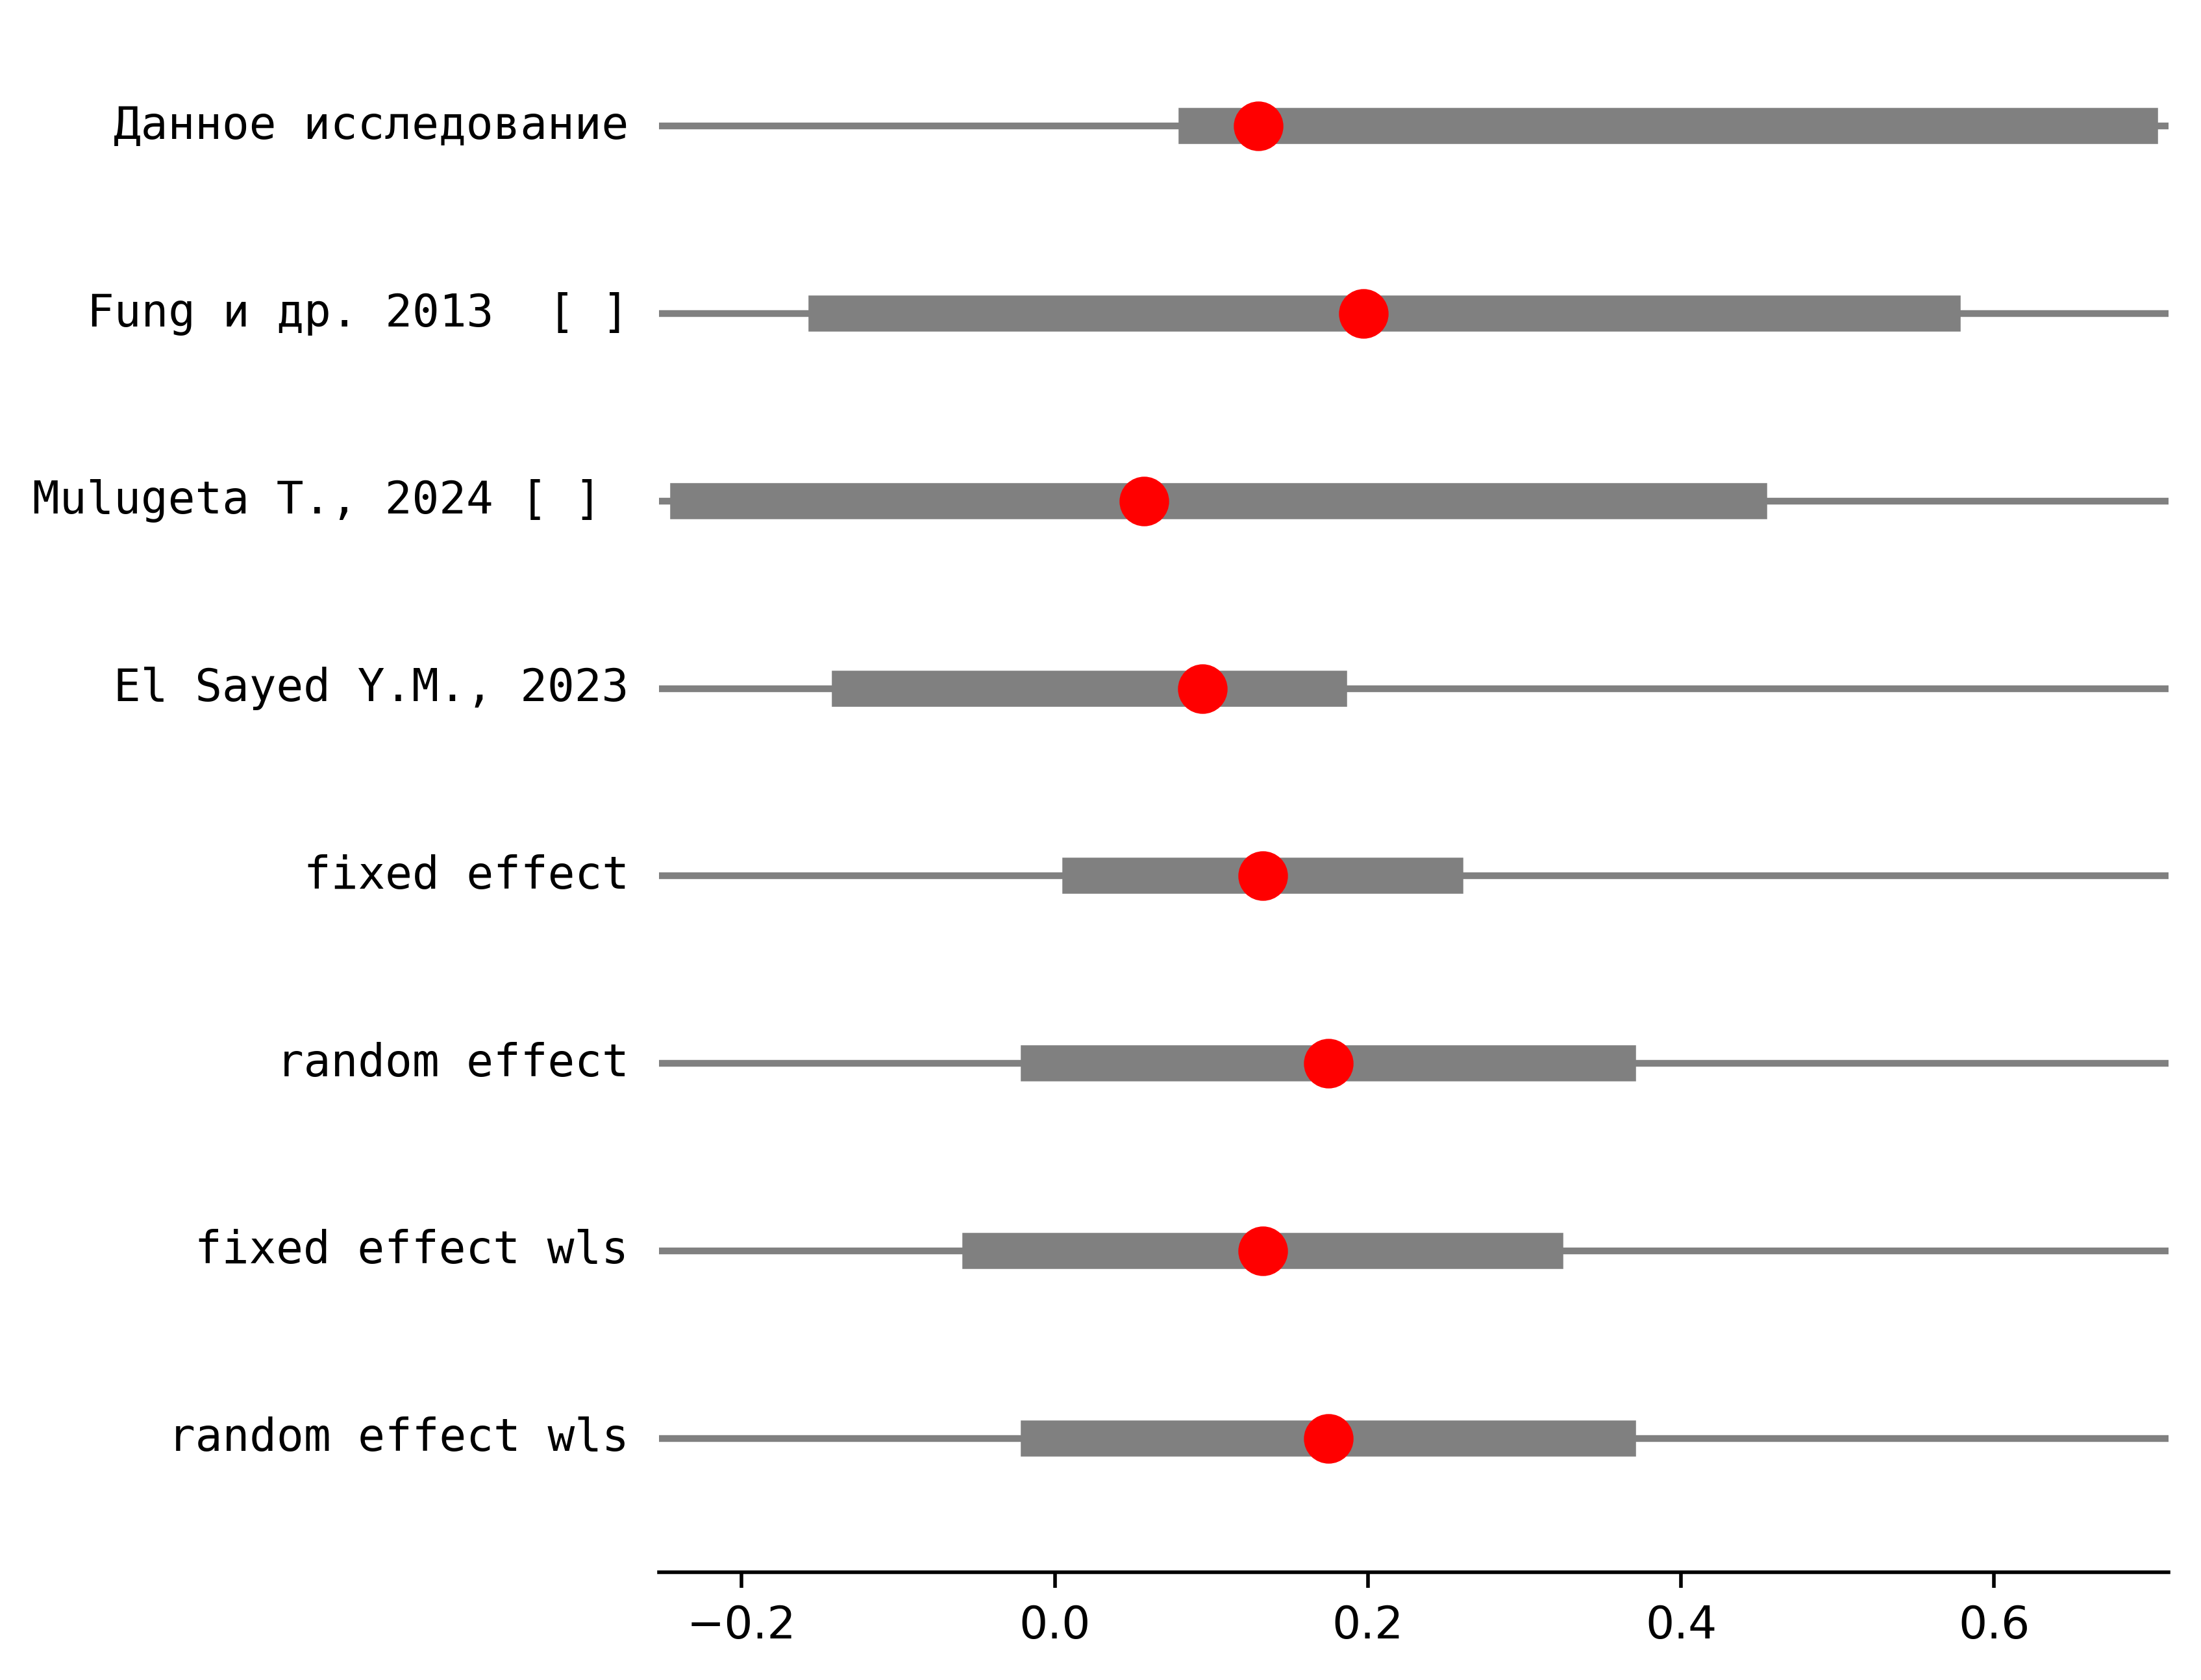 Данное исследование
Fung и др. 2013  [ ]
Mulugeta T., 2024 [ ]
El Sayed Y.M., 2023
fixed effect
random effect
fixed effect wls
random effect wls
−0.2 0.0 0.2 0.4 0.6